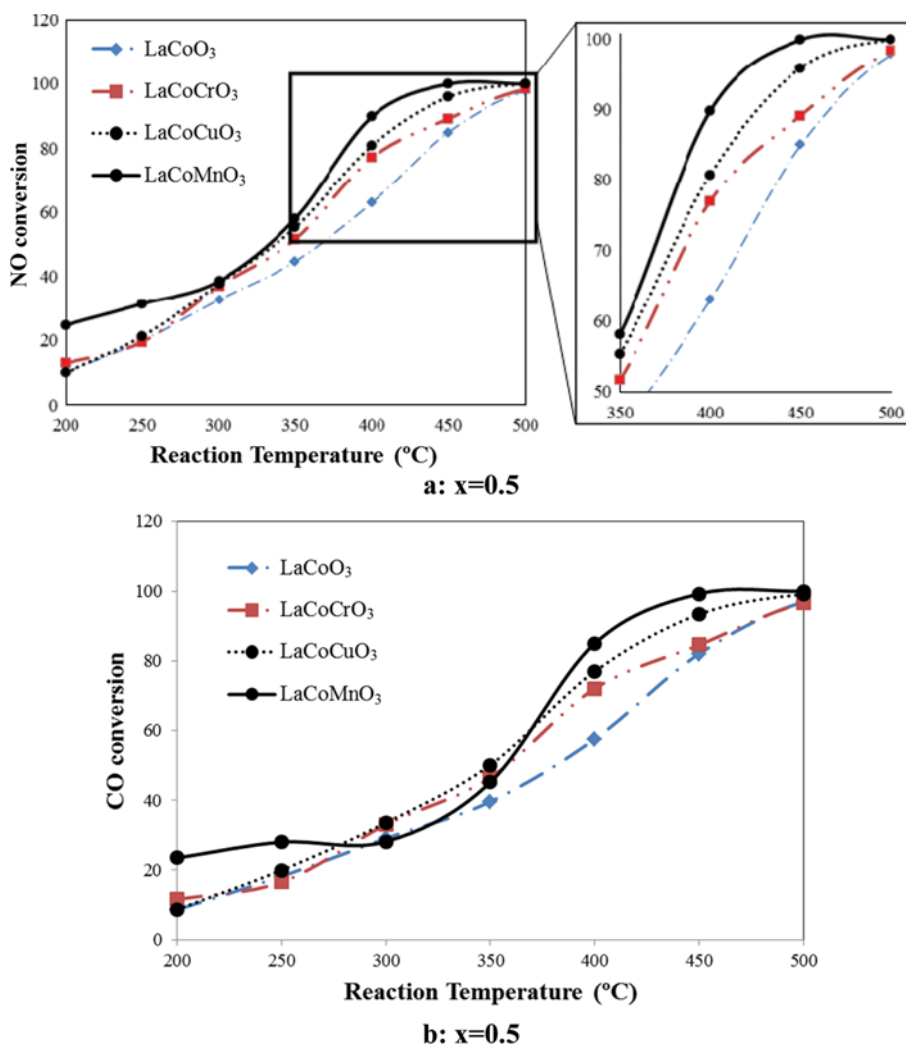 120
100
80
60
40
20
0
NO conversion
LaCoO3
LaCoCrO3
LaCoCuO3
LaCoMnO3
200 250 300 350 400 450 500
Reaction Temperature (ºC)
100
90
80
70
60
50
350 400 450 500
a: x=0.5
120
100
80
60
40
20
0
CO conversion
LaCoO3
LaCoCrO3
LaCoCuO3
LaCoMnO3
200 250 300 350 400 450 500
Reaction Temperature (ºC)
b: x=0.5